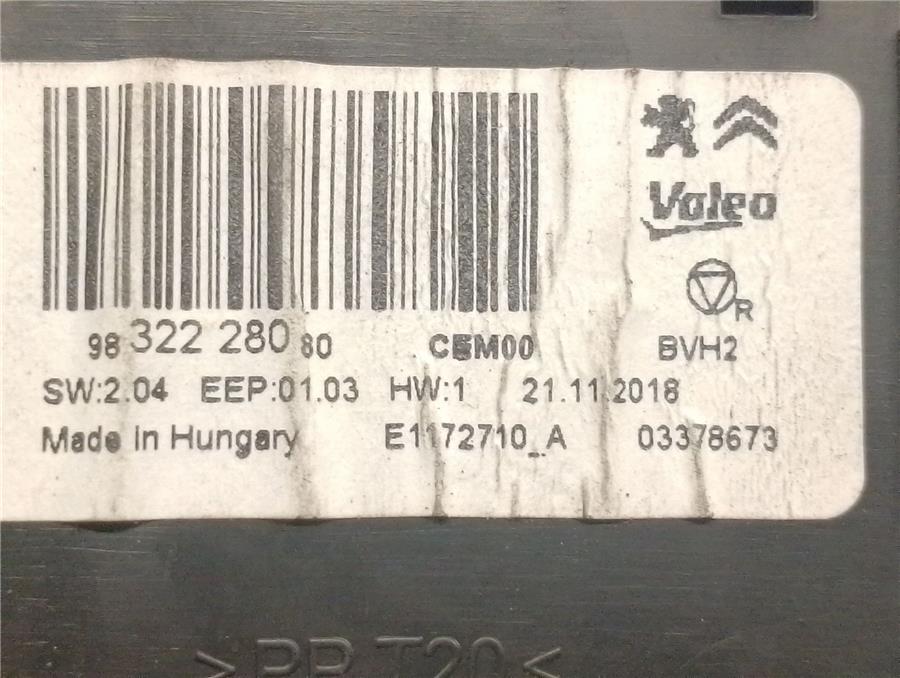 Valeo
R
98 322 280 80 CEM00 BVH2
SW:2.04 EEP:01.03 HW:1 21.11.2018
Made in Hungary E1172710_A 03378673
>PP T20<